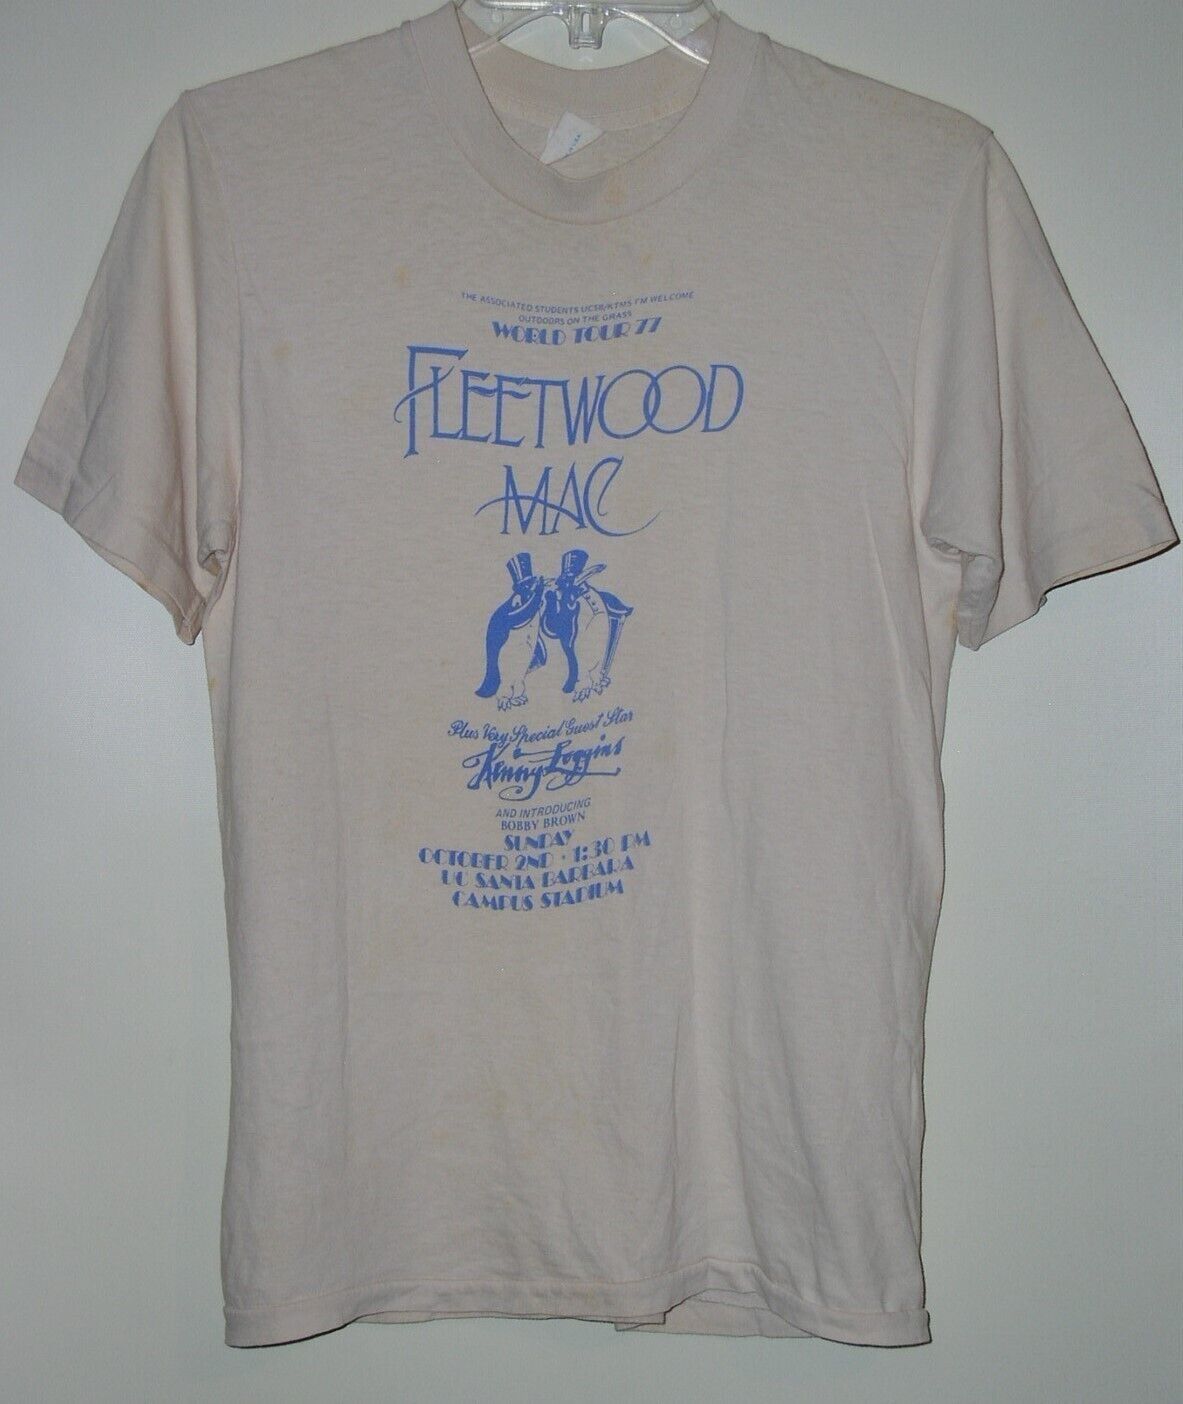 THE ASSOCIATED STUDENTS UCSB/KTMS FM WELCOME
OUTDOORS ON THE GRASS
WORLD TOUR 77
FLEETWOOD
MAC
Plus Very Special Guest Star
Kenny Loggins
AND INTRODUCING
BOBBY BROWN
SUNDAY
OCTOBER 2ND • 1:30 PM
UC SANTA BARBARA
CAMPUS STADIUM